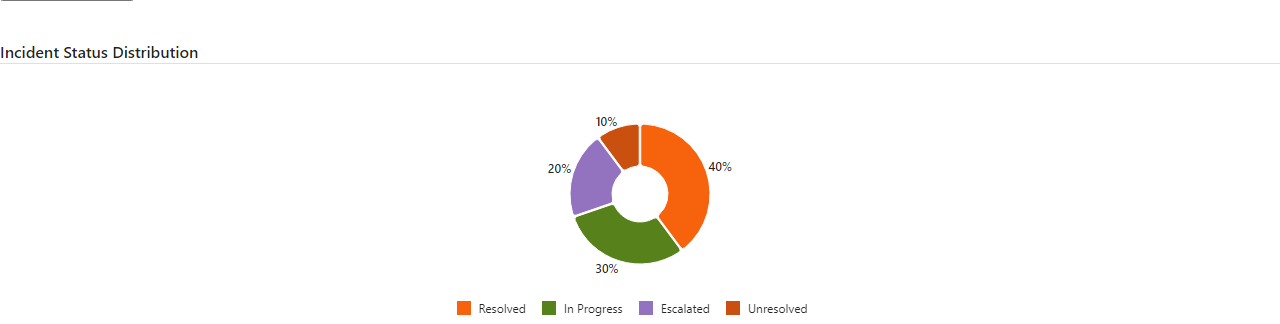 Incident Status Distribution
10%
40%
20%
30%
Resolved In Progress Escalated Unresolved